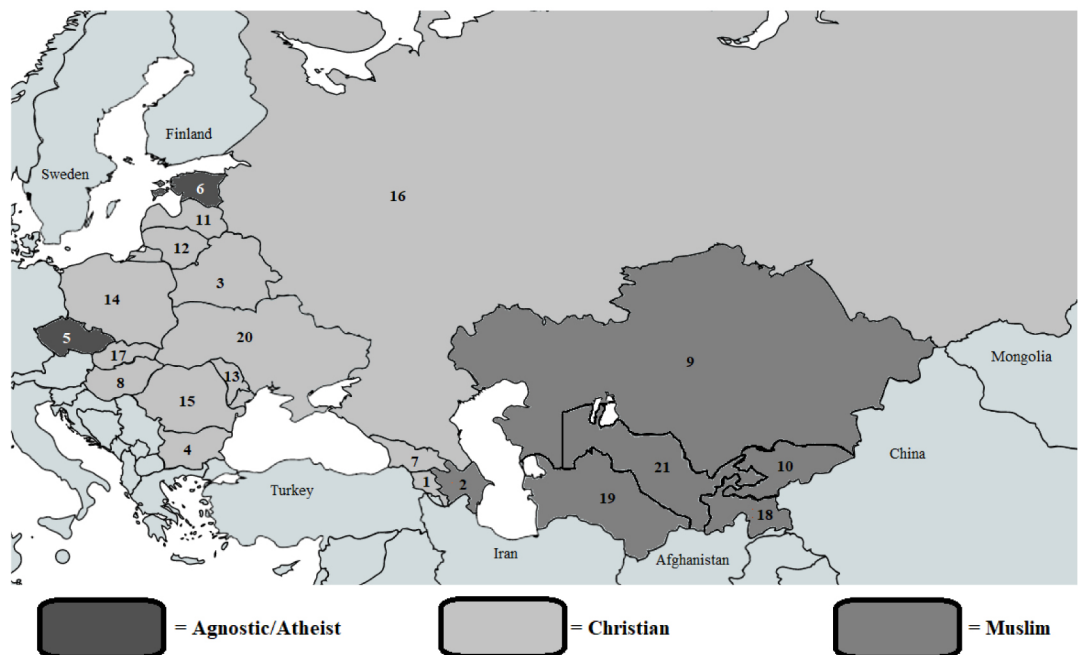 Finland
Sweden
6
16
11
12
3
14
20
5
17
13
8
15
4
9
Mongolia
China
7
1
2
21
10
19
18
Turkey
Iran
Afghanistan
= Agnostic/Atheist
= Christian
= Muslim